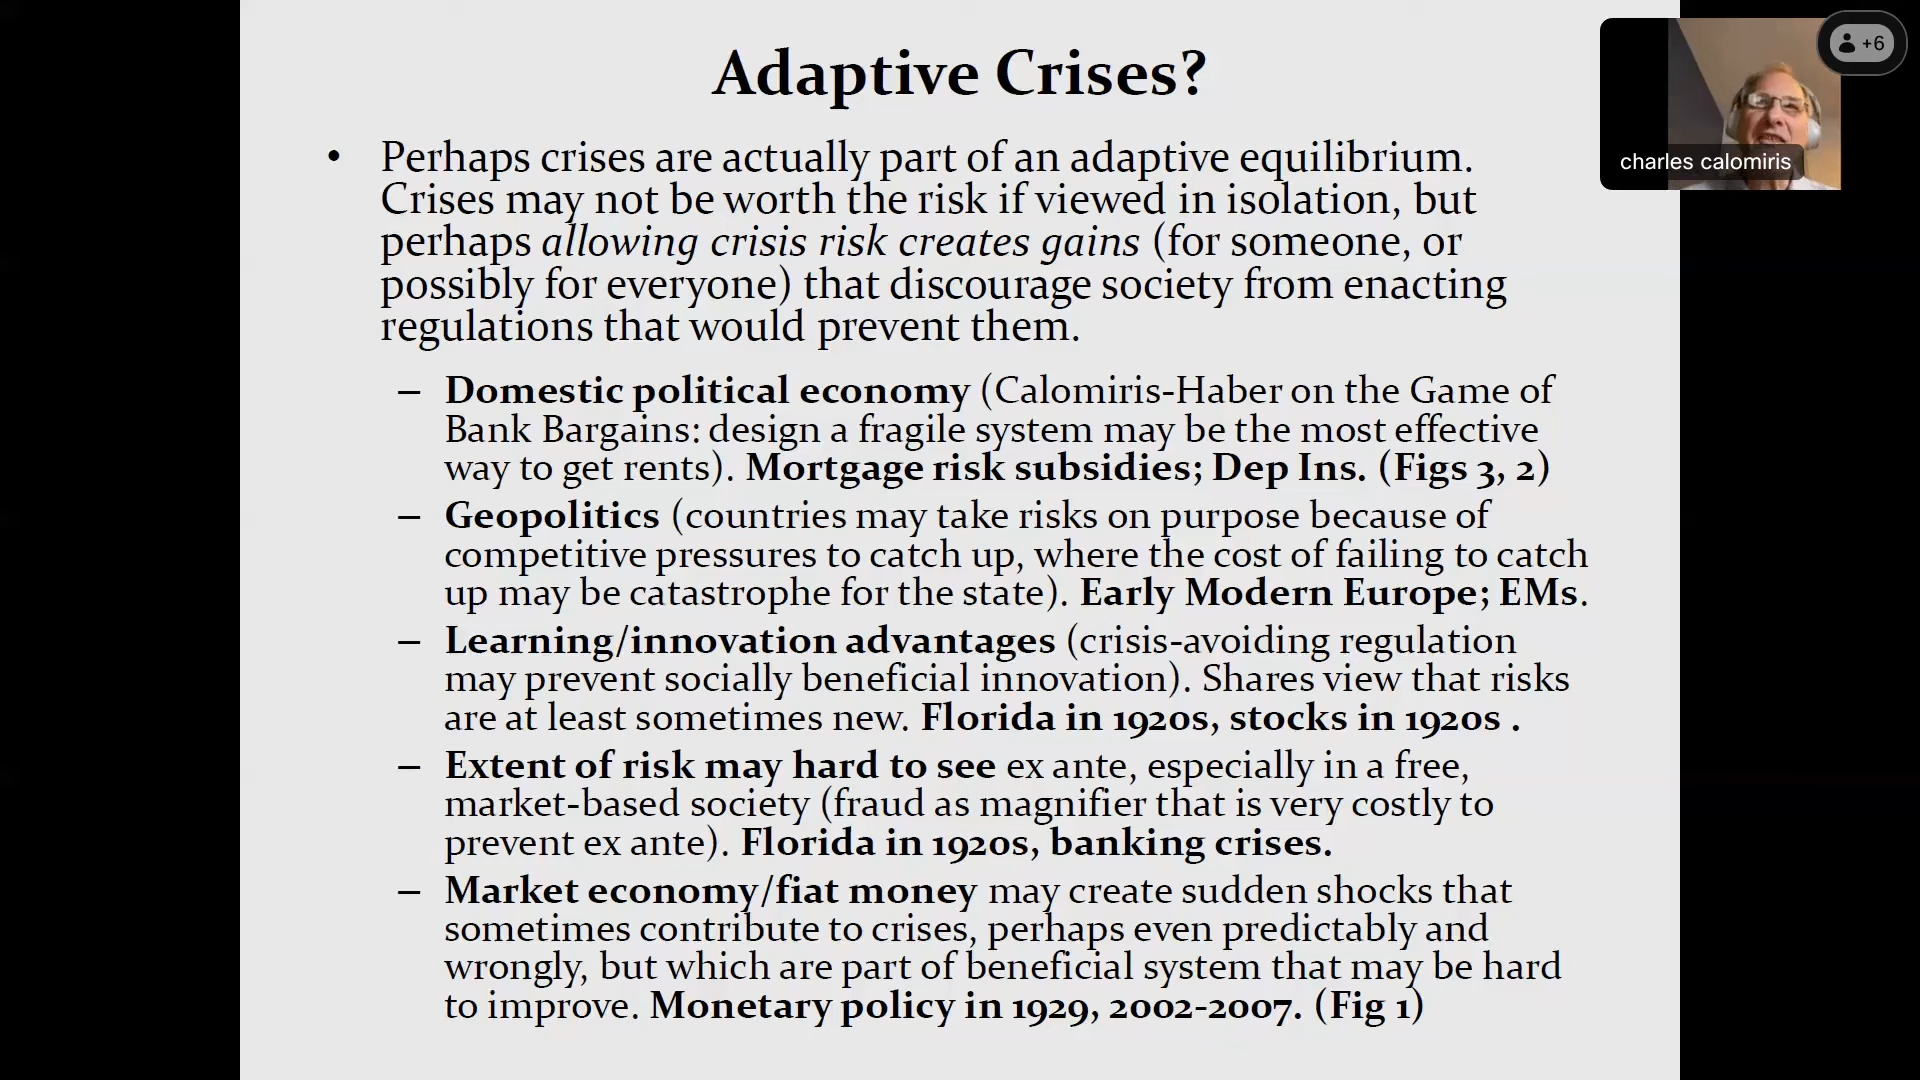 Adaptive Crises?
+6
charles calomiris
• Perhaps crises are actually part of an adaptive equilibrium.
Crises may not be worth the risk if viewed in isolation, but
perhaps allowing crisis risk creates gains (for someone, or
possibly for everyone) that discourage society from enacting
regulations that would prevent them.
– Domestic political economy (Calomiris-Haber on the Game of
Bank Bargains: design a fragile system may be the most effective
way to get rents). Mortgage risk subsidies; Dep Ins. (Figs 3, 2)
– Geopolitics (countries may take risks on purpose because of
competitive pressures to catch up, where the cost of failing to catch
up may be catastrophe for the state). Early Modern Europe; EMs.
– Learning/innovation advantages (crisis-avoiding regulation
may prevent socially beneficial innovation). Shares view that risks
are at least sometimes new. Florida in 1920s, stocks in 1920s .
– Extent of risk may hard to see ex ante, especially in a free,
market-based society (fraud as magnifier that is very costly to
prevent ex ante). Florida in 1920s, banking crises.
– Market economy/fiat money may create sudden shocks that
sometimes contribute to crises, perhaps even predictably and
wrongly, but which are part of beneficial system that may be hard
to improve. Monetary policy in 1929, 2002-2007. (Fig 1)